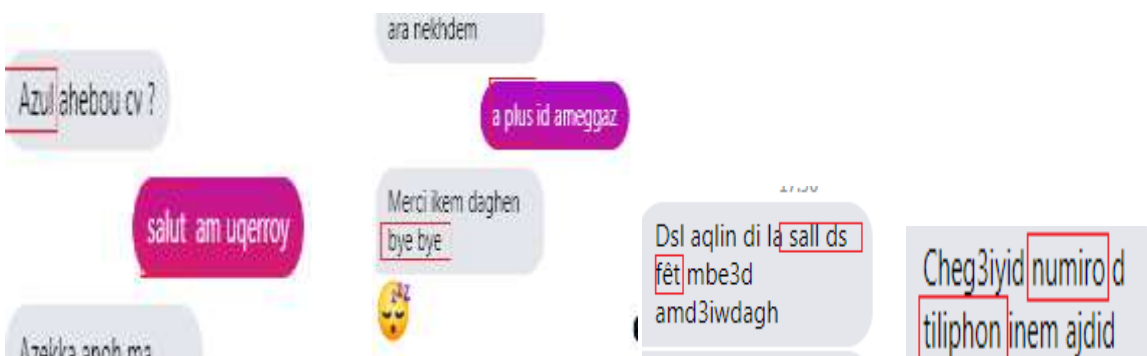 Azul ahebou cv ?
salut am uqerroy
ara nekhdem
a plus id ameggaz
Merci ikem daghen
bye bye
Dsl aqlin di la sall ds
fêt mbe3d
amd3iwdagh
Cheg3iyid numiro d
tiliphon inem ajdid